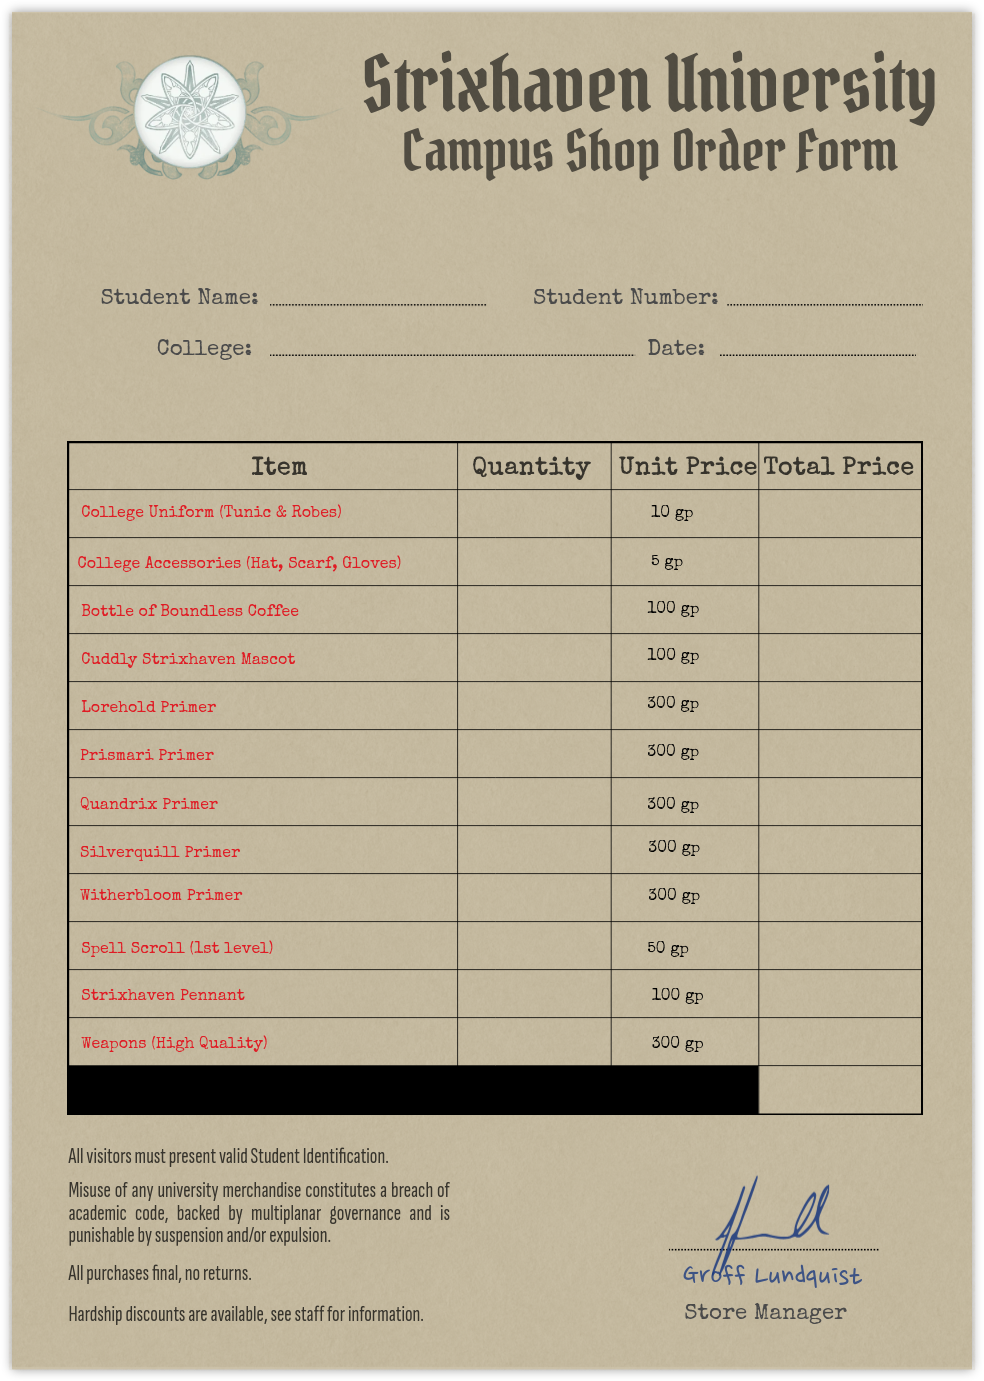 Strixhaven University
Campus Shop Order Form
Student Name: Student Number:
College: Date:
Item Quantity Unit Price Total Price
College Uniform (Tunic & Robes) 10 gp
College Accessories (Hat, Scarf, Gloves) 5 gp
Bottle of Boundless Coffee 100 gp
Cuddly Strixhaven Mascot 100 gp
Lorehold Primer 300 gp
Prismari Primer 300 gp
Quandrix Primer 300 gp
Silverquill Primer 300 gp
Witherbloom Primer 300 gp
Spell Scroll (1st level) 50 gp
Strixhaven Pennant 100 gp
Weapons (High Quality) 300 gp
All visitors must present valid Student Identification.
Misuse of any university merchandise constitutes a breach of
academic code, backed by multiplanar governance and is
punishable by suspension and/or expulsion.
All purchases final, no returns.
Hardship discounts are available, see staff for information.
Groff Lundquist
Store Manager